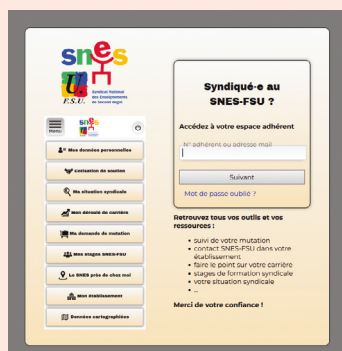 snes
F.S.U.
Syndicat National
des Enseignements
de Second degré
Menu
snes
Mes données personnelles
Cotisation de soutien
Ma situation syndicale
Mon déroulé de carrière
Ma demande de mutation
Mes stages SNES-FSU
Le SNES près de chez moi
Mon établissement
Données cartographiées
Syndiqué·e au
SNES-FSU ?
Accédez à votre espace adhérent
N° adhérent ou adresse mail
Suivant
Mot de passe oublié ?
Retrouvez tous vos outils et vos
ressources :
• suivi de votre mutation
• contact SNES-FSU dans votre
établissement
• faire le point sur votre carrière
• stages de formation syndicale
• votre situation syndicale
• ...
Merci de votre confiance !